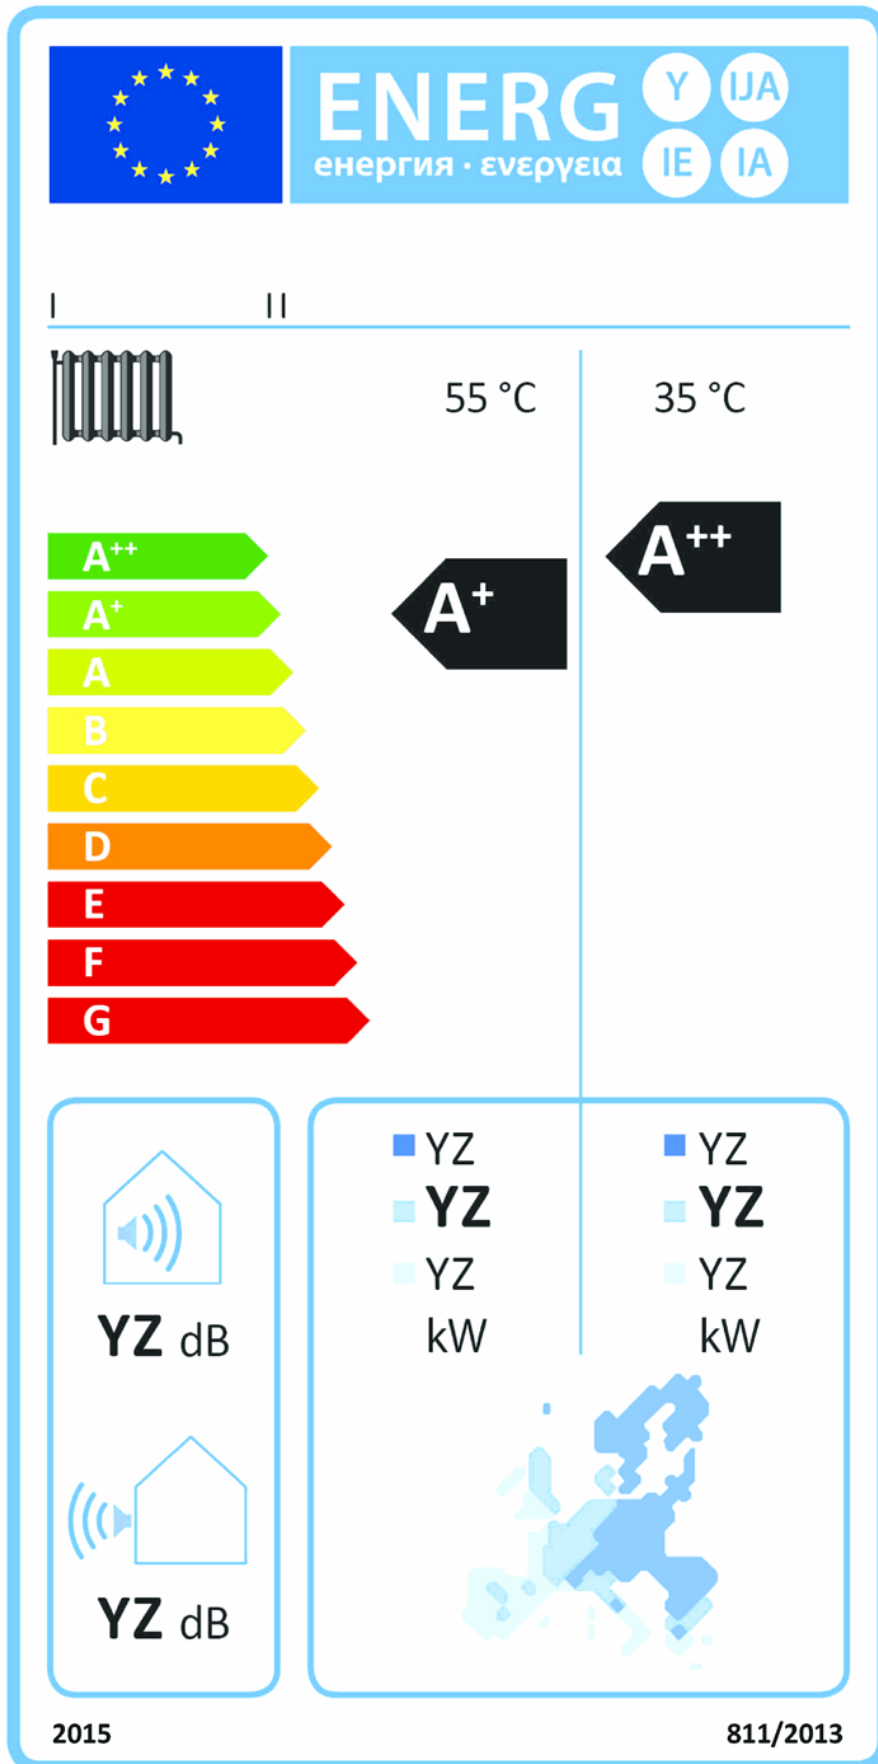 ENERG Y IJA
енергия · ενεργεια IE IA
I II
55 °C 35 °C
A++
A+
A
B
C
D
E
F
G
A+
A++
YZ dB
YZ dB
YZ YZ
YZ YZ
YZ YZ
kW kW
2015 811/2013